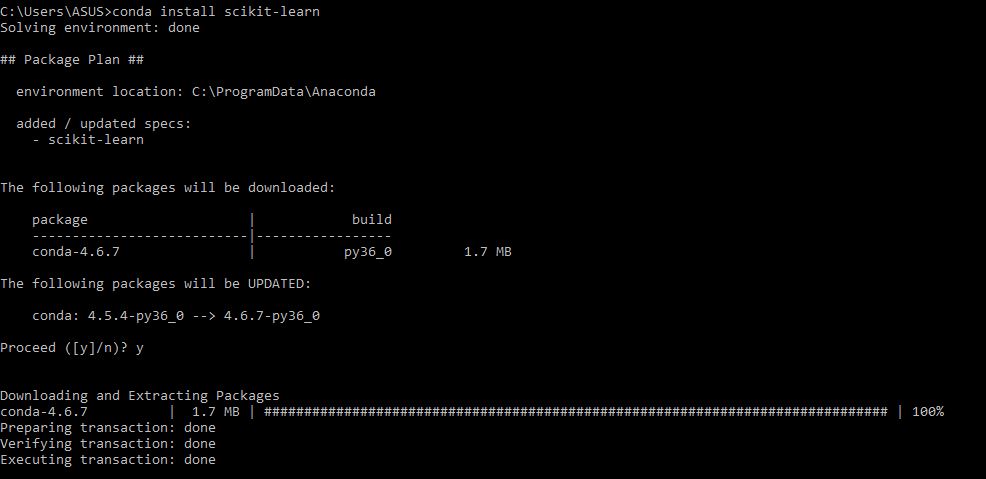 C:\Users\ASUS>conda install scikit-learn
Solving environment: done
## Package Plan ##
environment location: C:\ProgramData\Anaconda
added / updated specs:
- scikit-learn
The following packages will be downloaded:
package | build
---------------------------|-----------------
conda-4.6.7 | py36_0 1.7 MB
The following packages will be UPDATED:
conda: 4.5.4-py36_0 --> 4.6.7-py36_0
Proceed ([y]/n)? y
Downloading and Extracting Packages
conda-4.6.7 | 1.7 MB | ############################################################################## | 100%
Preparing transaction: done
Verifying transaction: done
Executing transaction: done